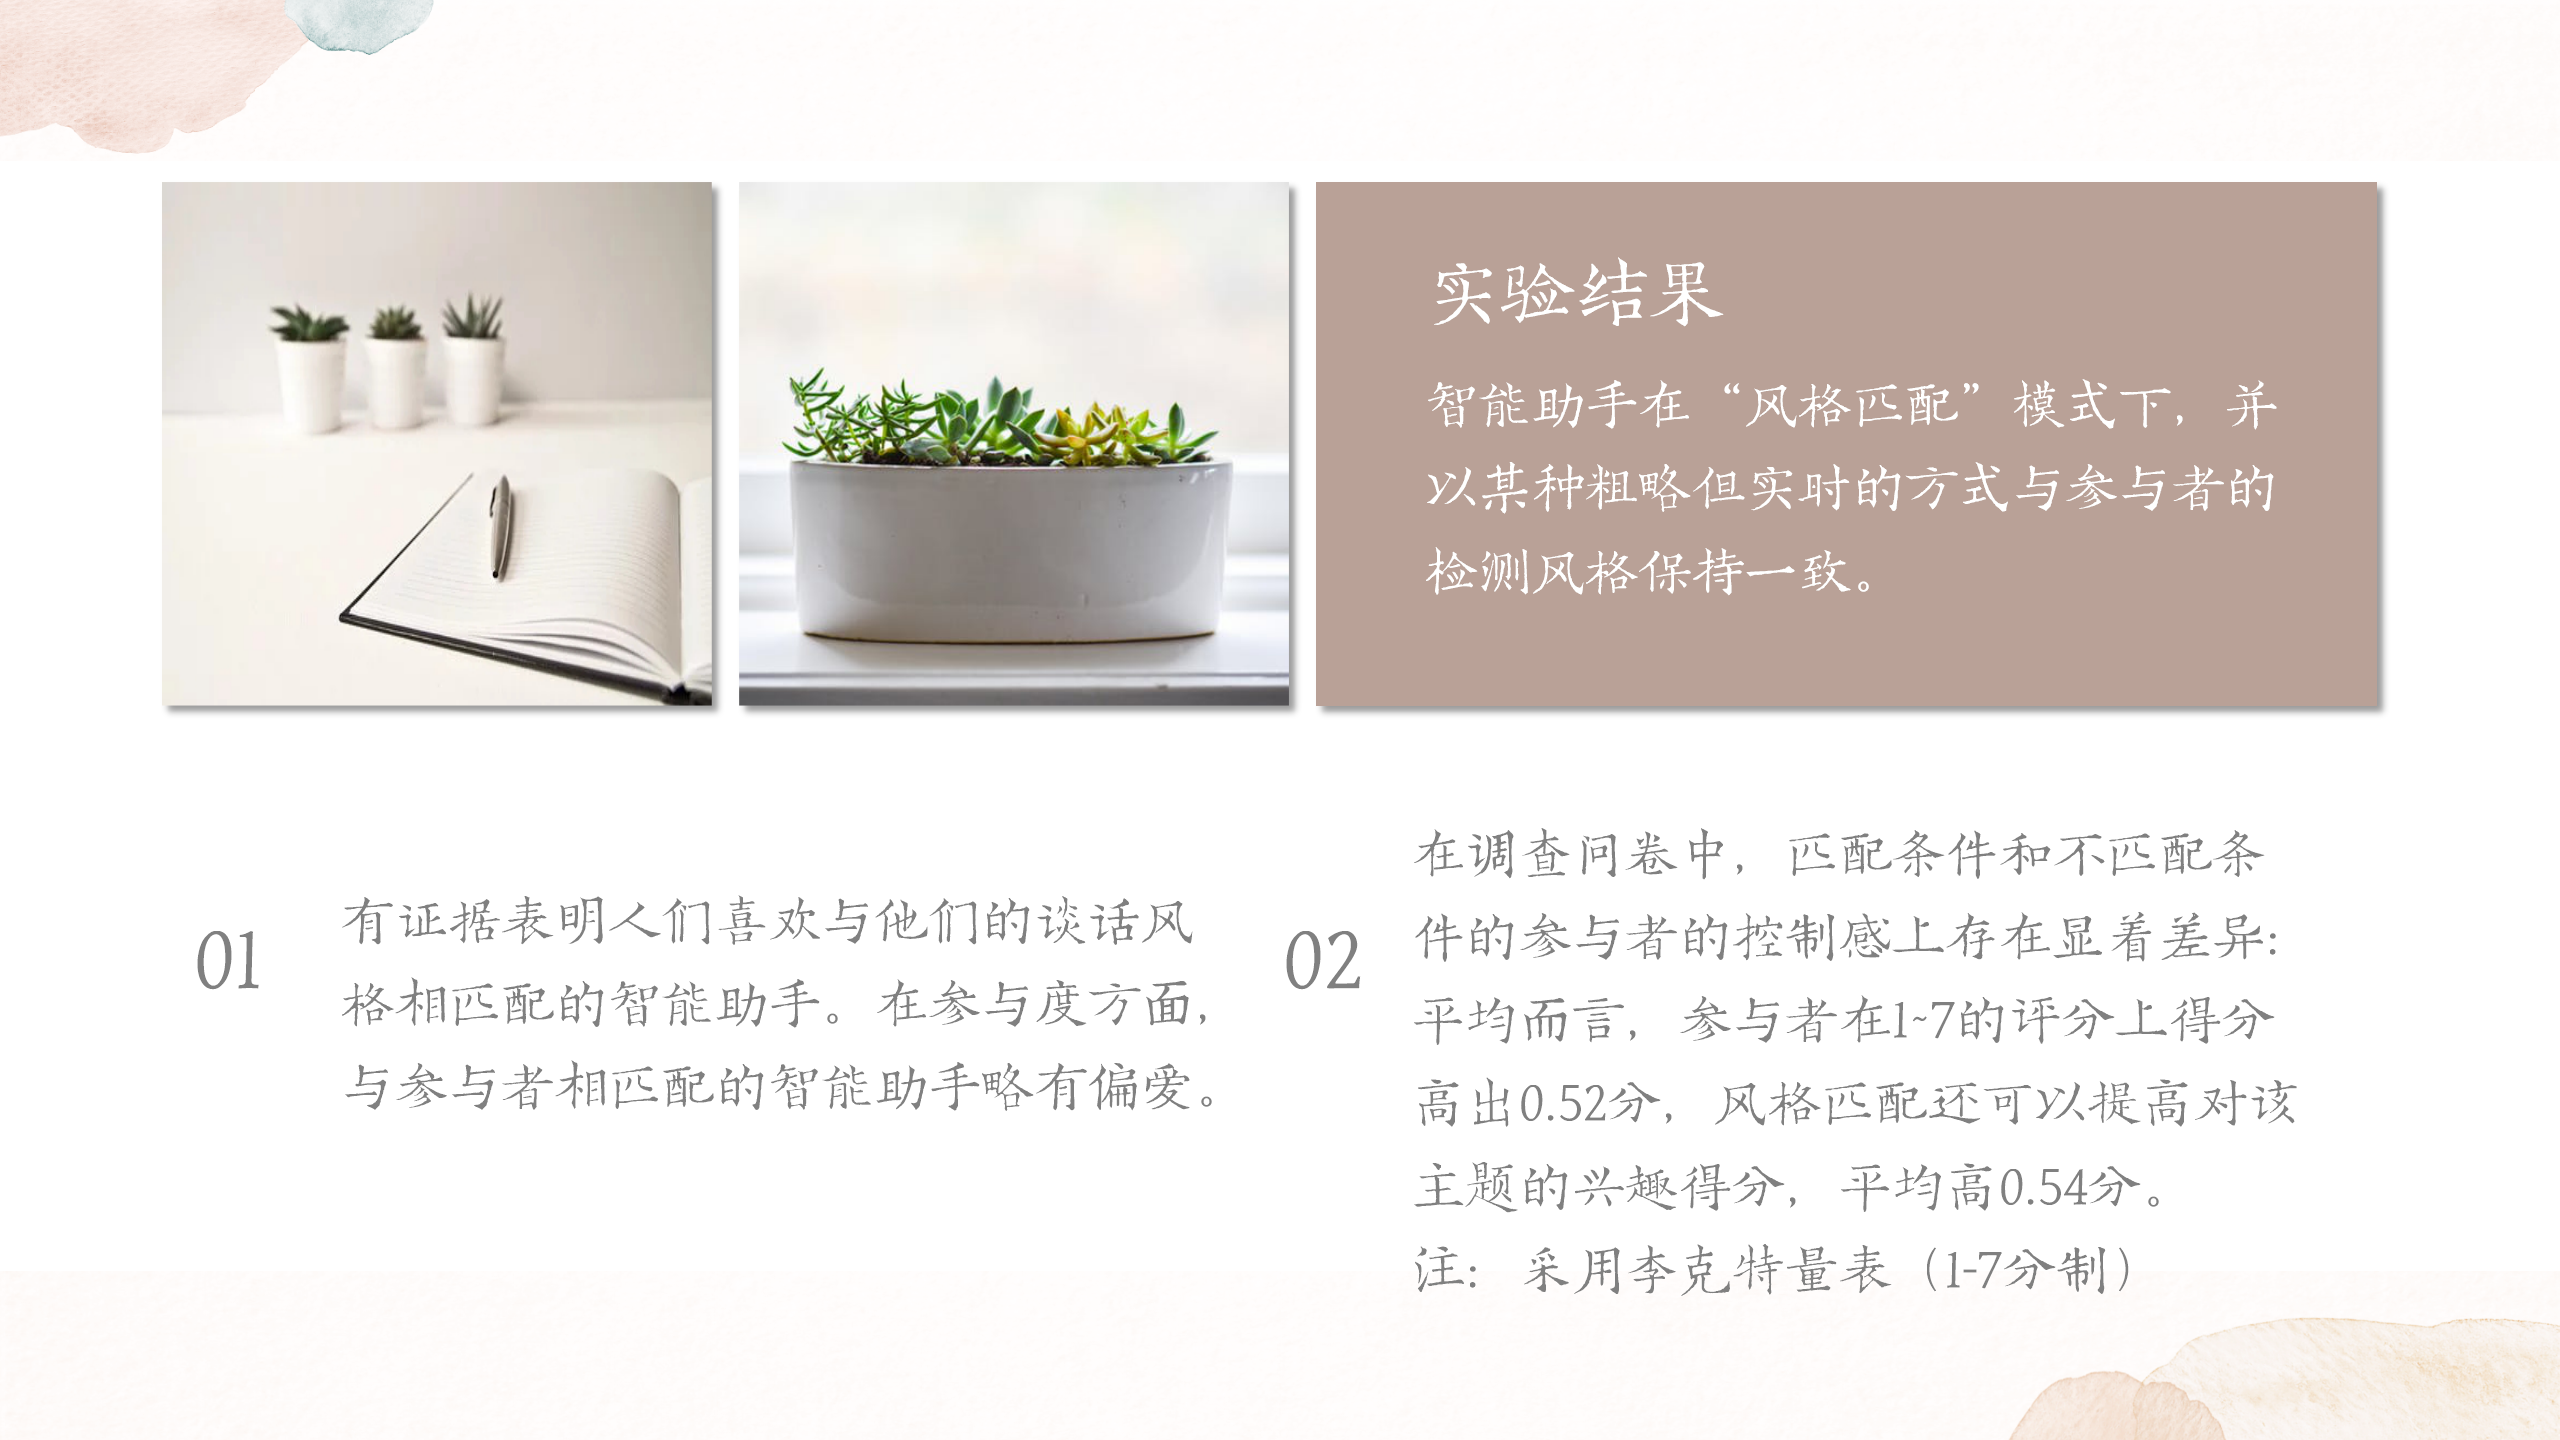 实验结果
智能助手在“风格匹配”模式下，并
以某种粗略但实时的方式与参与者的
检测风格保持一致。
01
有证据表明人们喜欢与他们的谈话风
格相匹配的智能助手。在参与度方面，
与参与者相匹配的智能助手略有偏爱。
02
在调查问卷中，匹配条件和不匹配条
件的参与者的控制感上存在显着差异:
平均而言，参与者在1~7的评分上得分
高出0.52分，风格匹配还可以提高对该
主题的兴趣得分，平均高0.54分。
注：采用李克特量表（1-7分制）